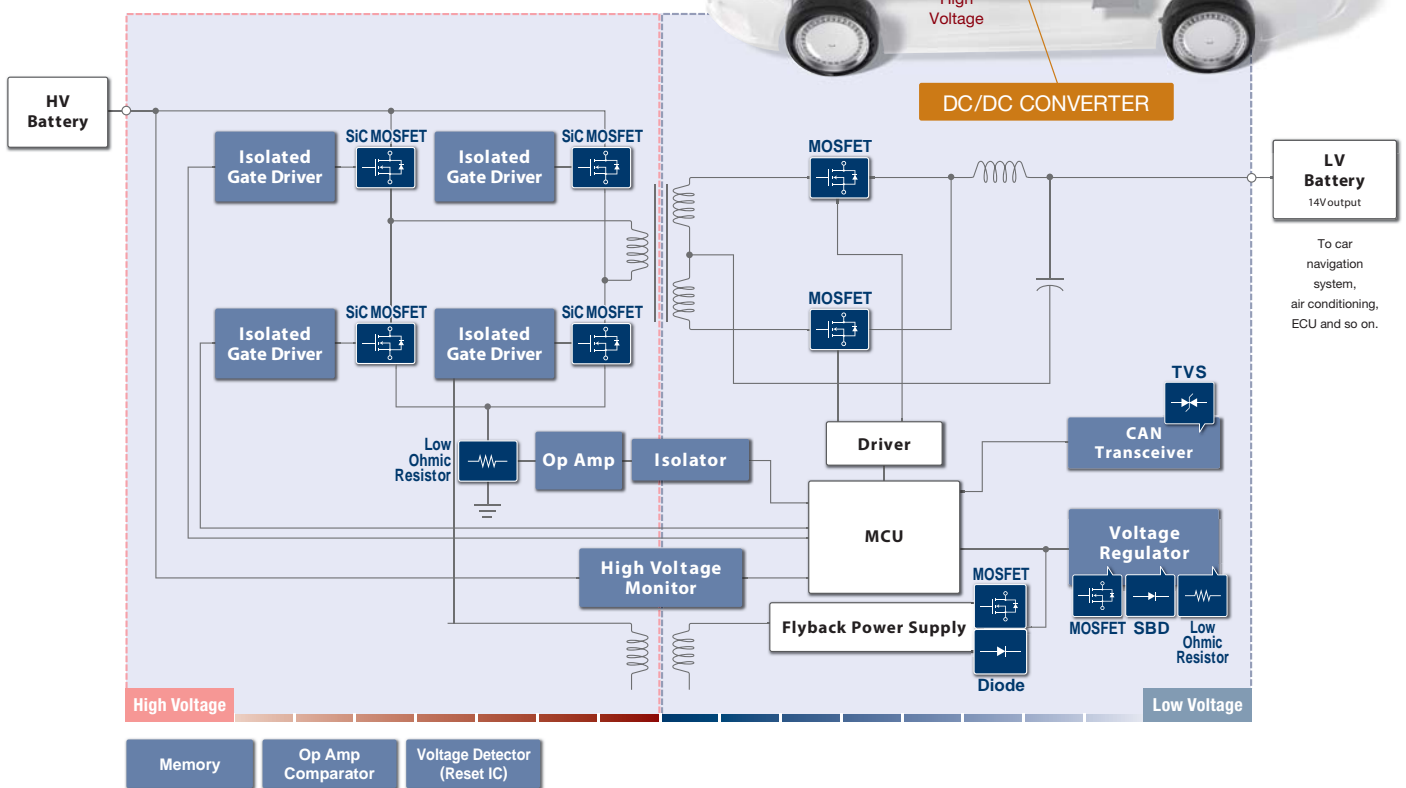 High
Voltage
DC/DC CONVERTER
HV
Battery
SiC MOSFET
SiC MOSFET
Isolated
Gate Driver
Isolated
Gate Driver
MOSFET
LV
Battery
14V output
To car
navigation
system,
air conditioning,
ECU and so on.
SiC MOSFET
SiC MOSFET
Isolated
Gate Driver
Isolated
Gate Driver
MOSFET
TVS
CAN
Transceiver
Low
Ohmic
Resistor
Op Amp
Isolator
Driver
MCU
Voltage
Regulator
High Voltage
Monitor
MOSFET
MOSFET
SBD
Low
Ohmic
Resistor
Flyback Power Supply
Diode
High Voltage
Low Voltage
Memory
Op Amp
Comparator
Voltage Detector
(Reset IC)